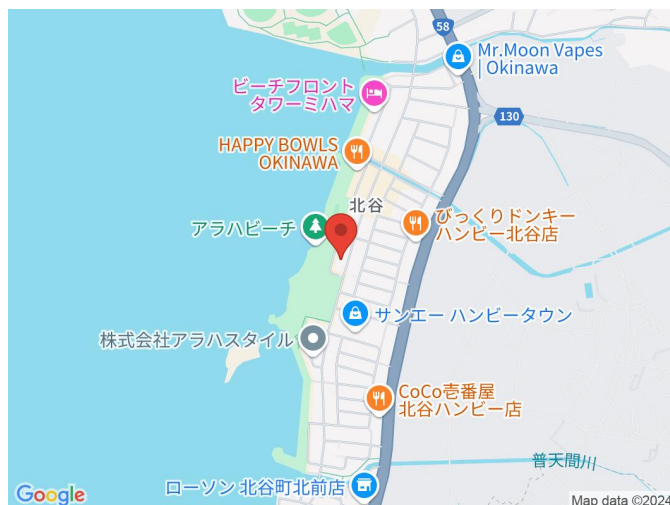 58
Mr.Moon Vapes
| Okinawa
ビーチフロント
タワーミハマ
130
HAPPY BOWLS
OKINAWA
北谷
アラハビーチ
びっくりドンキー
ハンビー北谷店
サンエー ハンビータウン
株式会社アラハスタイル
CoCo壱番屋
北谷ハンビー店
普天間川
ローソン 北谷町北前店
Google
Map data ©2024